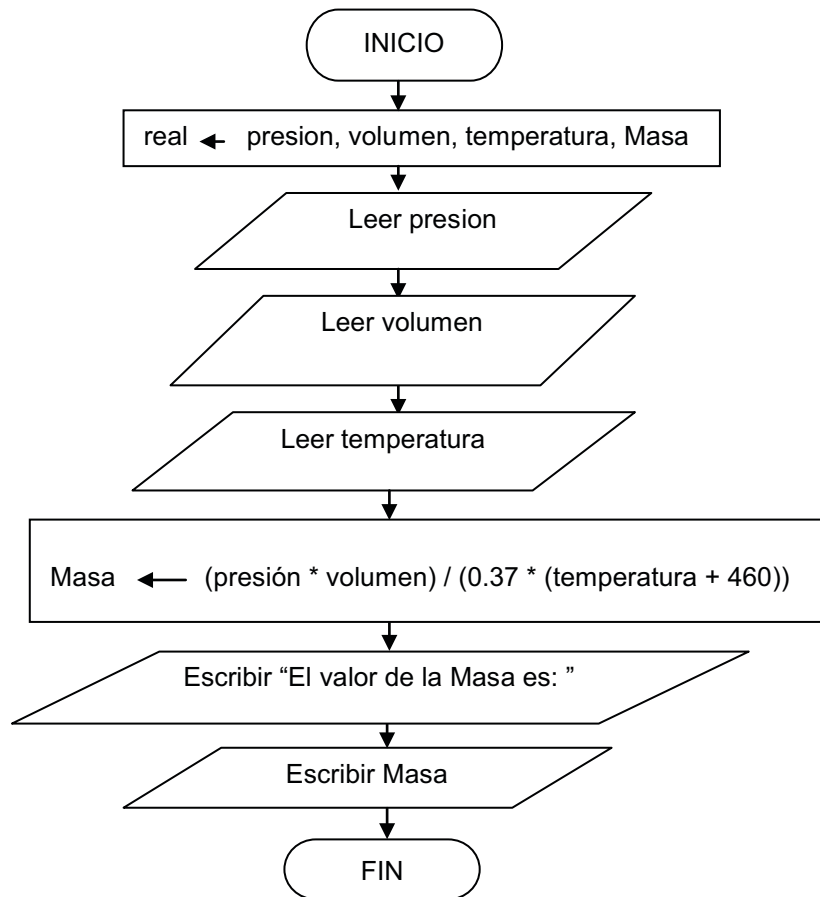 INICIO
real ← presion, volumen, temperatura, Masa
Leer presion
Leer volumen
Leer temperatura
Masa ← (presión * volumen) / (0.37 * (temperatura + 460))
Escribir “El valor de la Masa es: ”
Escribir Masa
FIN